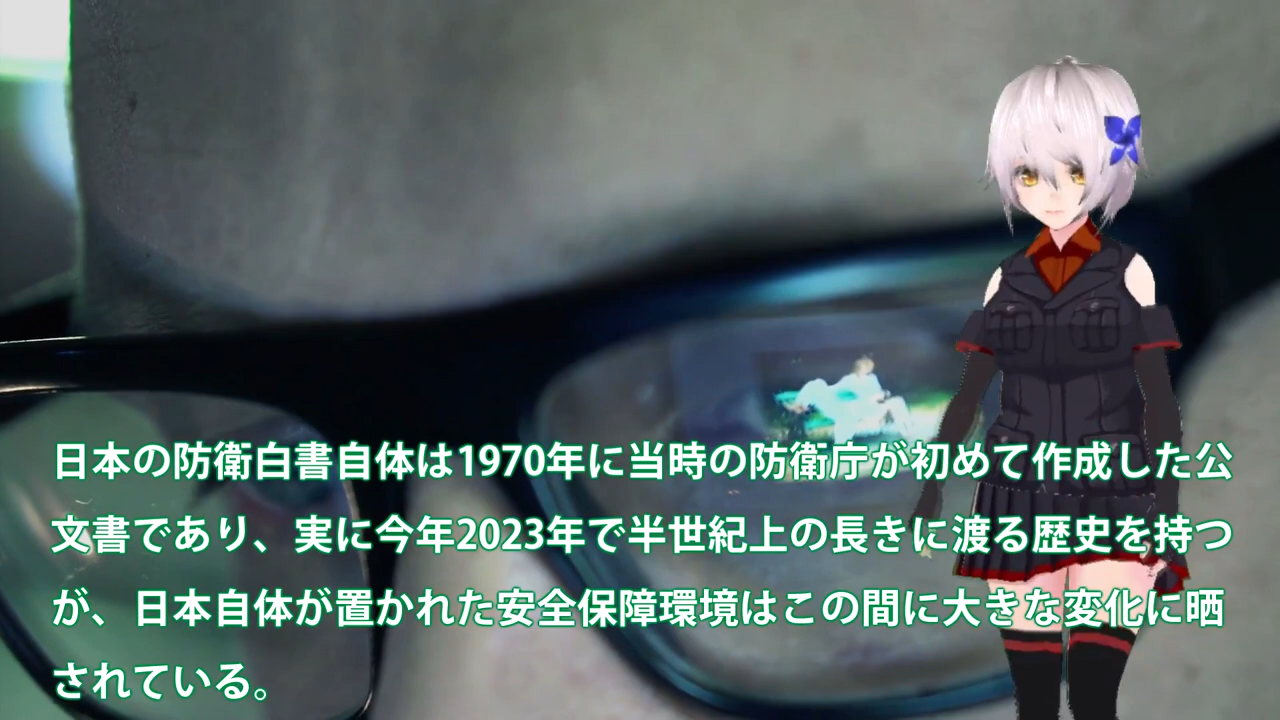 日本の防衛白書自体は1970年に当時の防衛庁が初めて作成した公
文書であり、実に今年2023年で半世紀上の長きに渡る歴史を持つ
が、日本自体が置かれた安全保障環境はこの間に大きな変化に晒
されている。